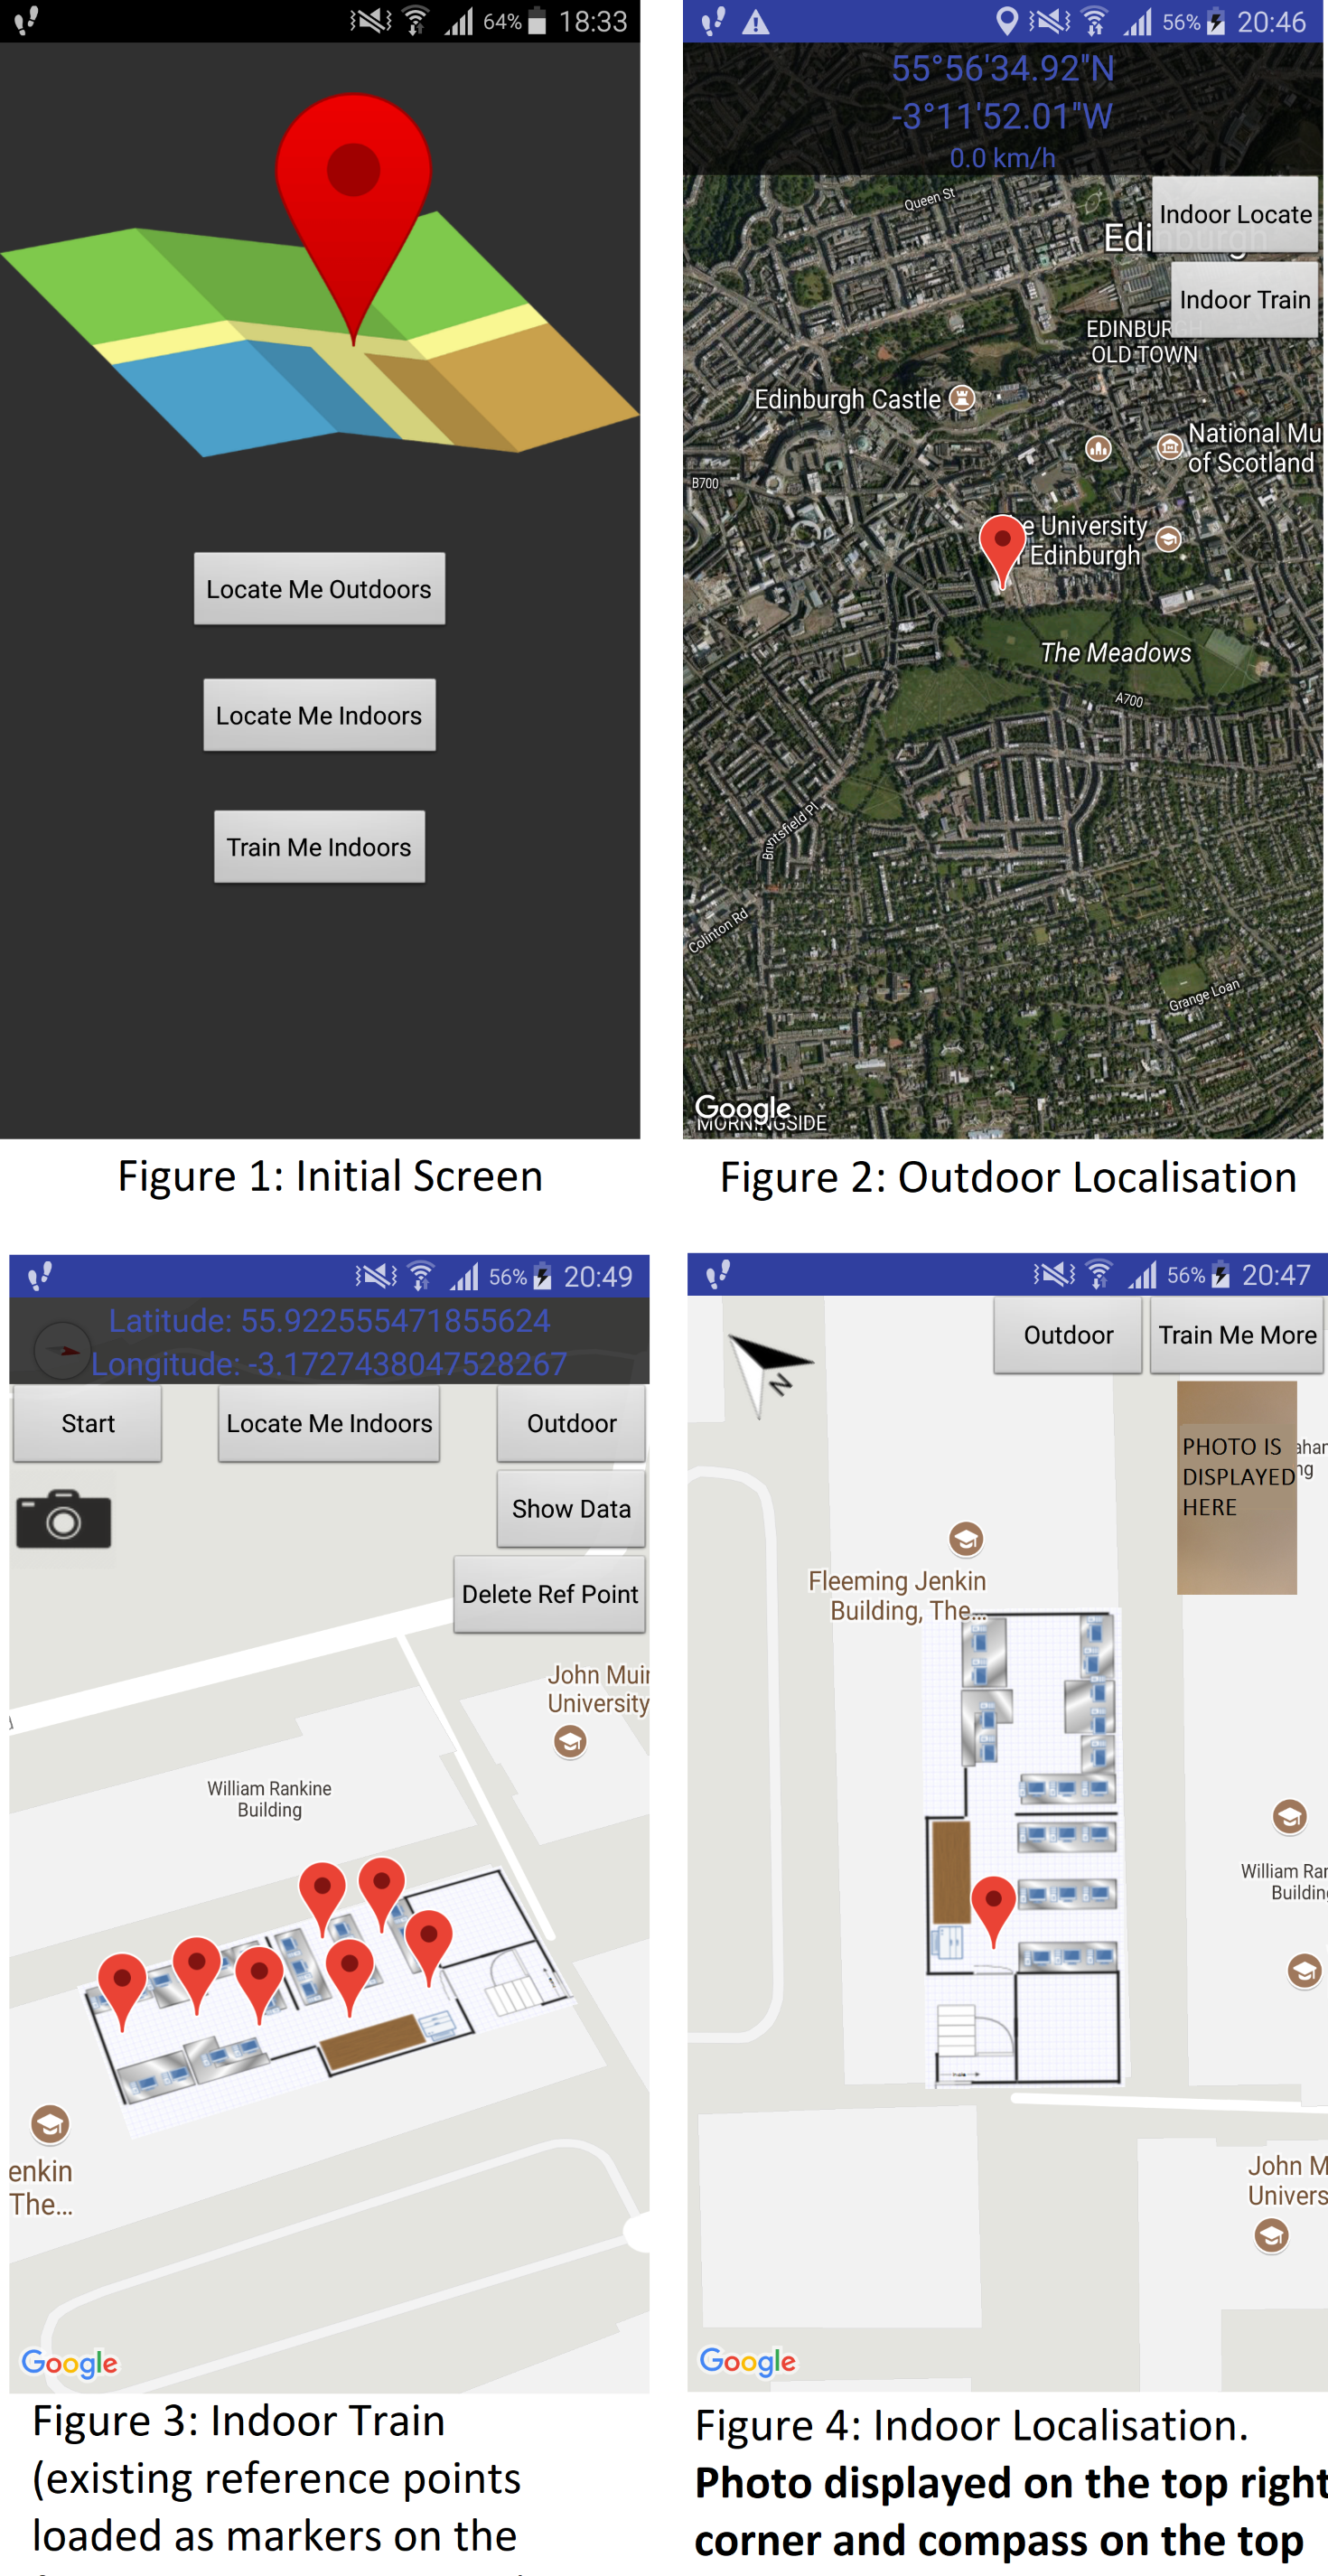 64% 18:33
Locate Me Outdoors
Locate Me Indoors
Train Me Indoors
Figure 1: Initial Screen
56% 20:46
55°56'34.92"N
-3°11'52.01"W
0.0 km/h
Queen St
Indoor Locate
Edinburgh
Indoor Train
EDINBURGH
OLD TOWN
Edinburgh Castle
National Mu
of Scotland
B700
e University
Edinburgh
The Meadows
A700
Bruntsfield Pl
Colinton Rd
Grange Loan
Google
MORNINGSIDE
Figure 2: Outdoor Localisation
56% 20:49
Latitude: 55.922555471855624
Longitude: -3.1727438047528267
Start
Locate Me Indoors
Outdoor
Show Data
Delete Ref Point
John Muir
University
William Rankine
Building
enkin
The...
Google
Figure 3: Indoor Train
(existing reference points
loaded as markers on the
56% 20:47
Outdoor
Train Me More
N
PHOTO IS
DISPLAYED
HERE
aham
ng
Fleeming Jenkin
Building, The...
William Ran
Building
John M
Univers
Google
Figure 4: Indoor Localisation.
Photo displayed on the top right
corner and compass on the top